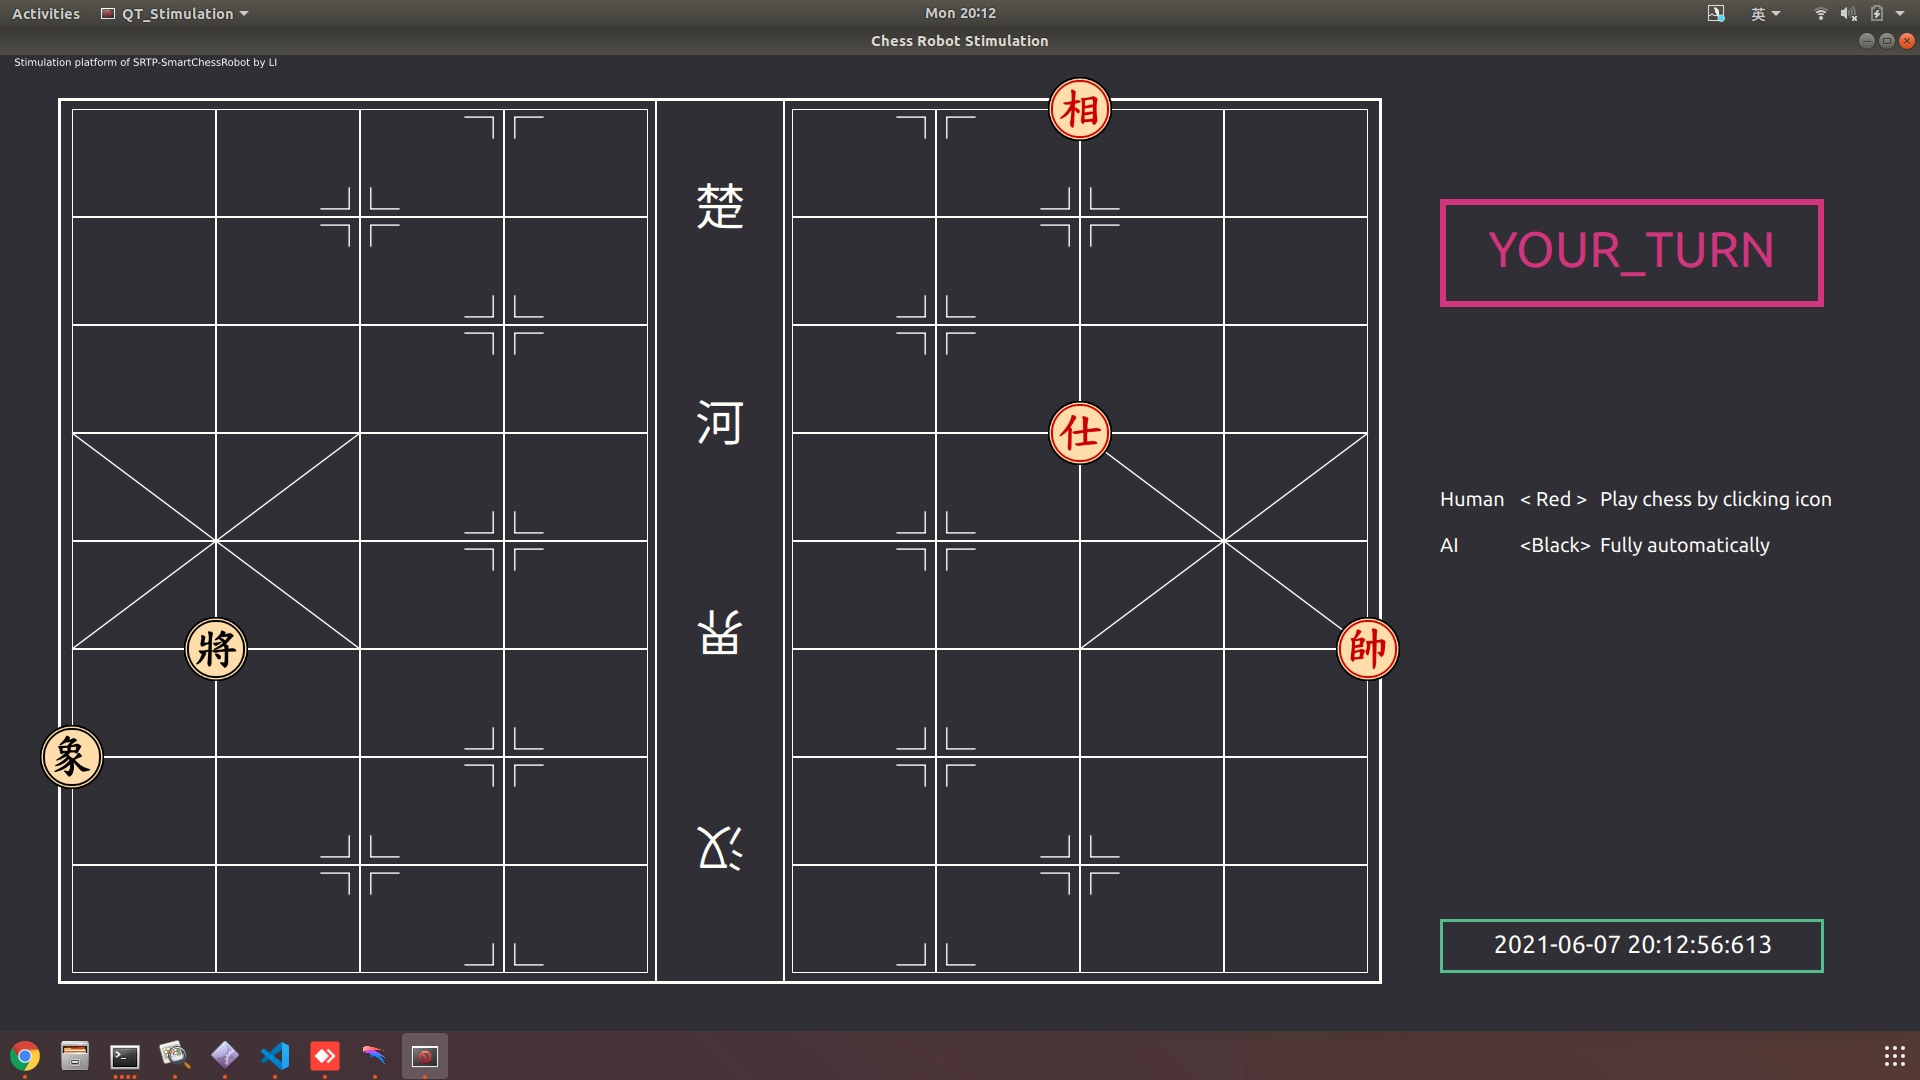 Activities QT_Stimulation Mon 20:12 英
Chess Robot Stimulation
Stimulation platform of SRTP-SmartChessRobot by LI
相
楚
YOUR_TURN
河
仕
Human < Red > Play chess by clicking icon
AI <Black> Fully automatically
界
將
帥
象
汉
2021-06-07 20:12:56:613